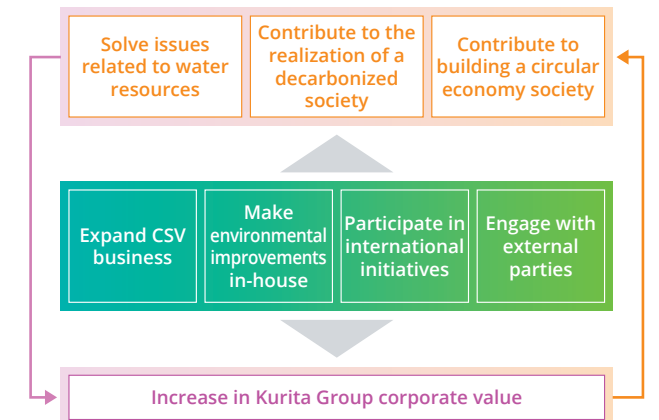 Solve issues
related to water
resources
Contribute to the
realization of a
decarbonized
society
Contribute to
building a circular
economy society
Expand CSV
business
Make
environmental
improvements
in-house
Participate in
international
initiatives
Engage with
external
parties
Increase in Kurita Group corporate value